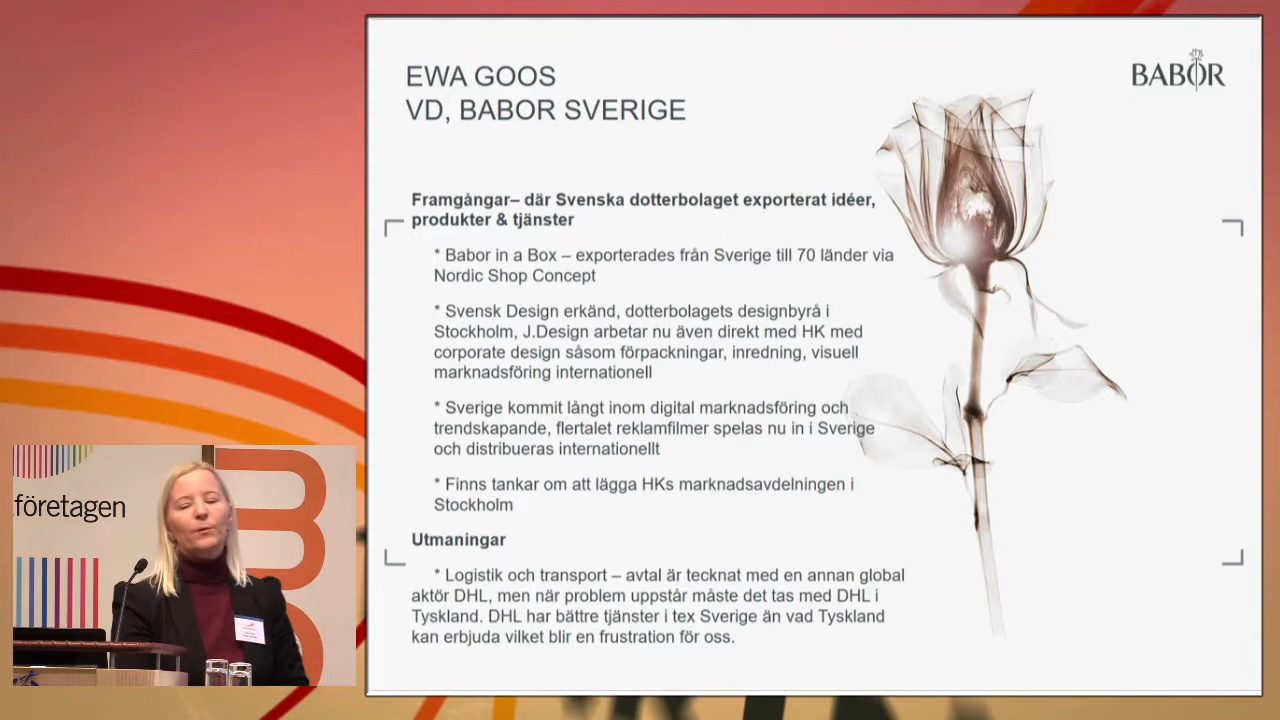 EWA GOOS
VD, BABOR SVERIGE
BABOR
Framgångar– där Svenska dotterbolaget exporterat idéer,
produkter & tjänster
* Babor in a Box – exporterades från Sverige till 70 länder via
Nordic Shop Concept
* Svensk Design erkänd, dotterbolagets designbyrå i
Stockholm, J.Design arbetar nu även direkt med HK med
corporate design såsom förpackningar, inredning, visuell
marknadsföring internationell
* Sverige kommit långt inom digital marknadsföring och
trendskapande, flertalet reklamfilmer spelas nu in i Sverige
och distribueras internationellt
* Finns tankar om att lägga HKs marknadsavdelningen i
Stockholm
Utmaningar
* Logistik och transport – avtal är tecknat med en annan global
aktör DHL, men när problem uppstår måste det tas med DHL i
Tyskland. DHL har bättre tjänster i tex Sverige än vad Tyskland
kan erbjuda vilket blir en frustration för oss.
företagen